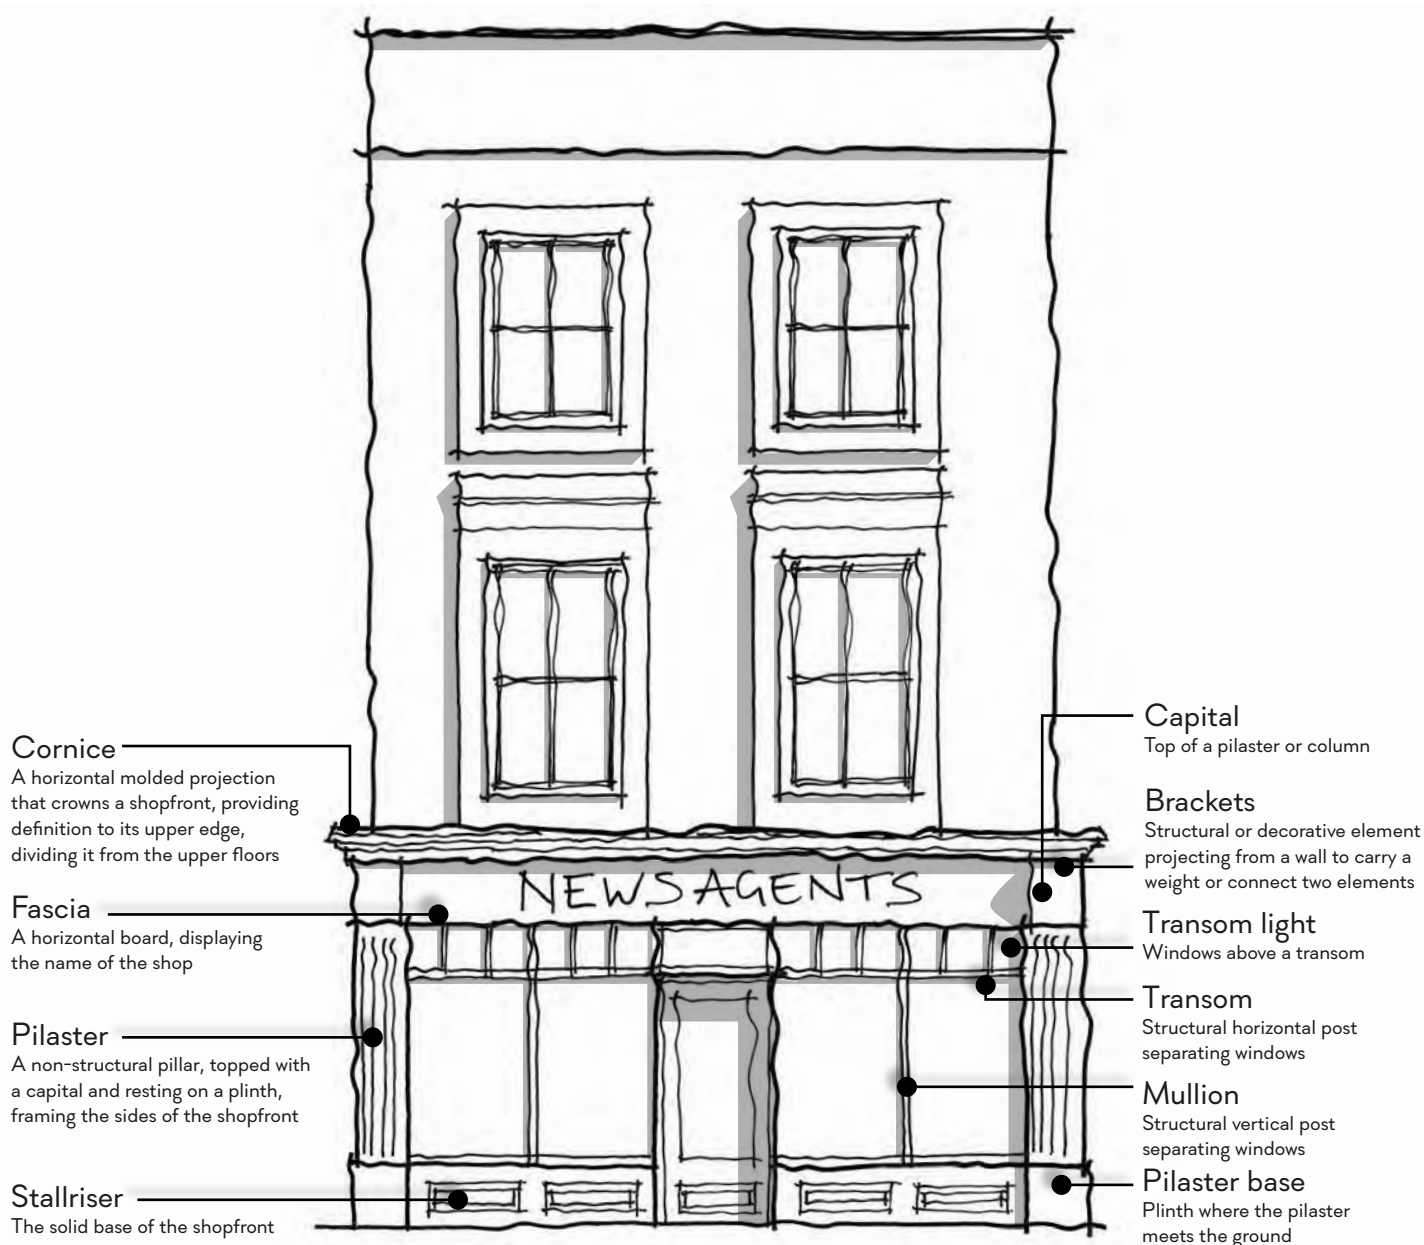 Cornice
A horizontal molded projection
that crowns a shopfront, providing
definition to its upper edge,
dividing it from the upper floors
Fascia
A horizontal board, displaying
the name of the shop
Pilaster
A non-structural pillar, topped with
a capital and resting on a plinth,
framing the sides of the shopfront
Stallriser
The solid base of the shopfront
NEWSAGENTS
Capital
Top of a pilaster or column
Brackets
Structural or decorative element
projecting from a wall to carry a
weight or connect two elements
Transom light
Windows above a transom
Transom
Structural horizontal post
separating windows
Mullion
Structural vertical post
separating windows
Pilaster base
Plinth where the pilaster
meets the ground